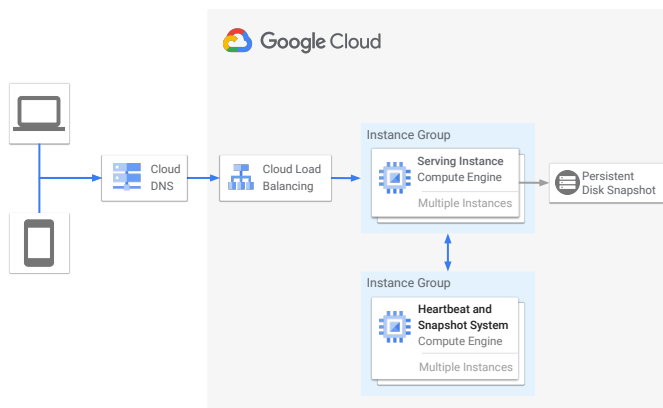 Google Cloud
Instance Group
Serving Instance
Compute Engine
Multiple Instances
Cloud
DNS
Cloud Load
Balancing
Persistent
Disk Snapshot
Instance Group
Heartbeat and
Snapshot System
Compute Engine
Multiple Instances